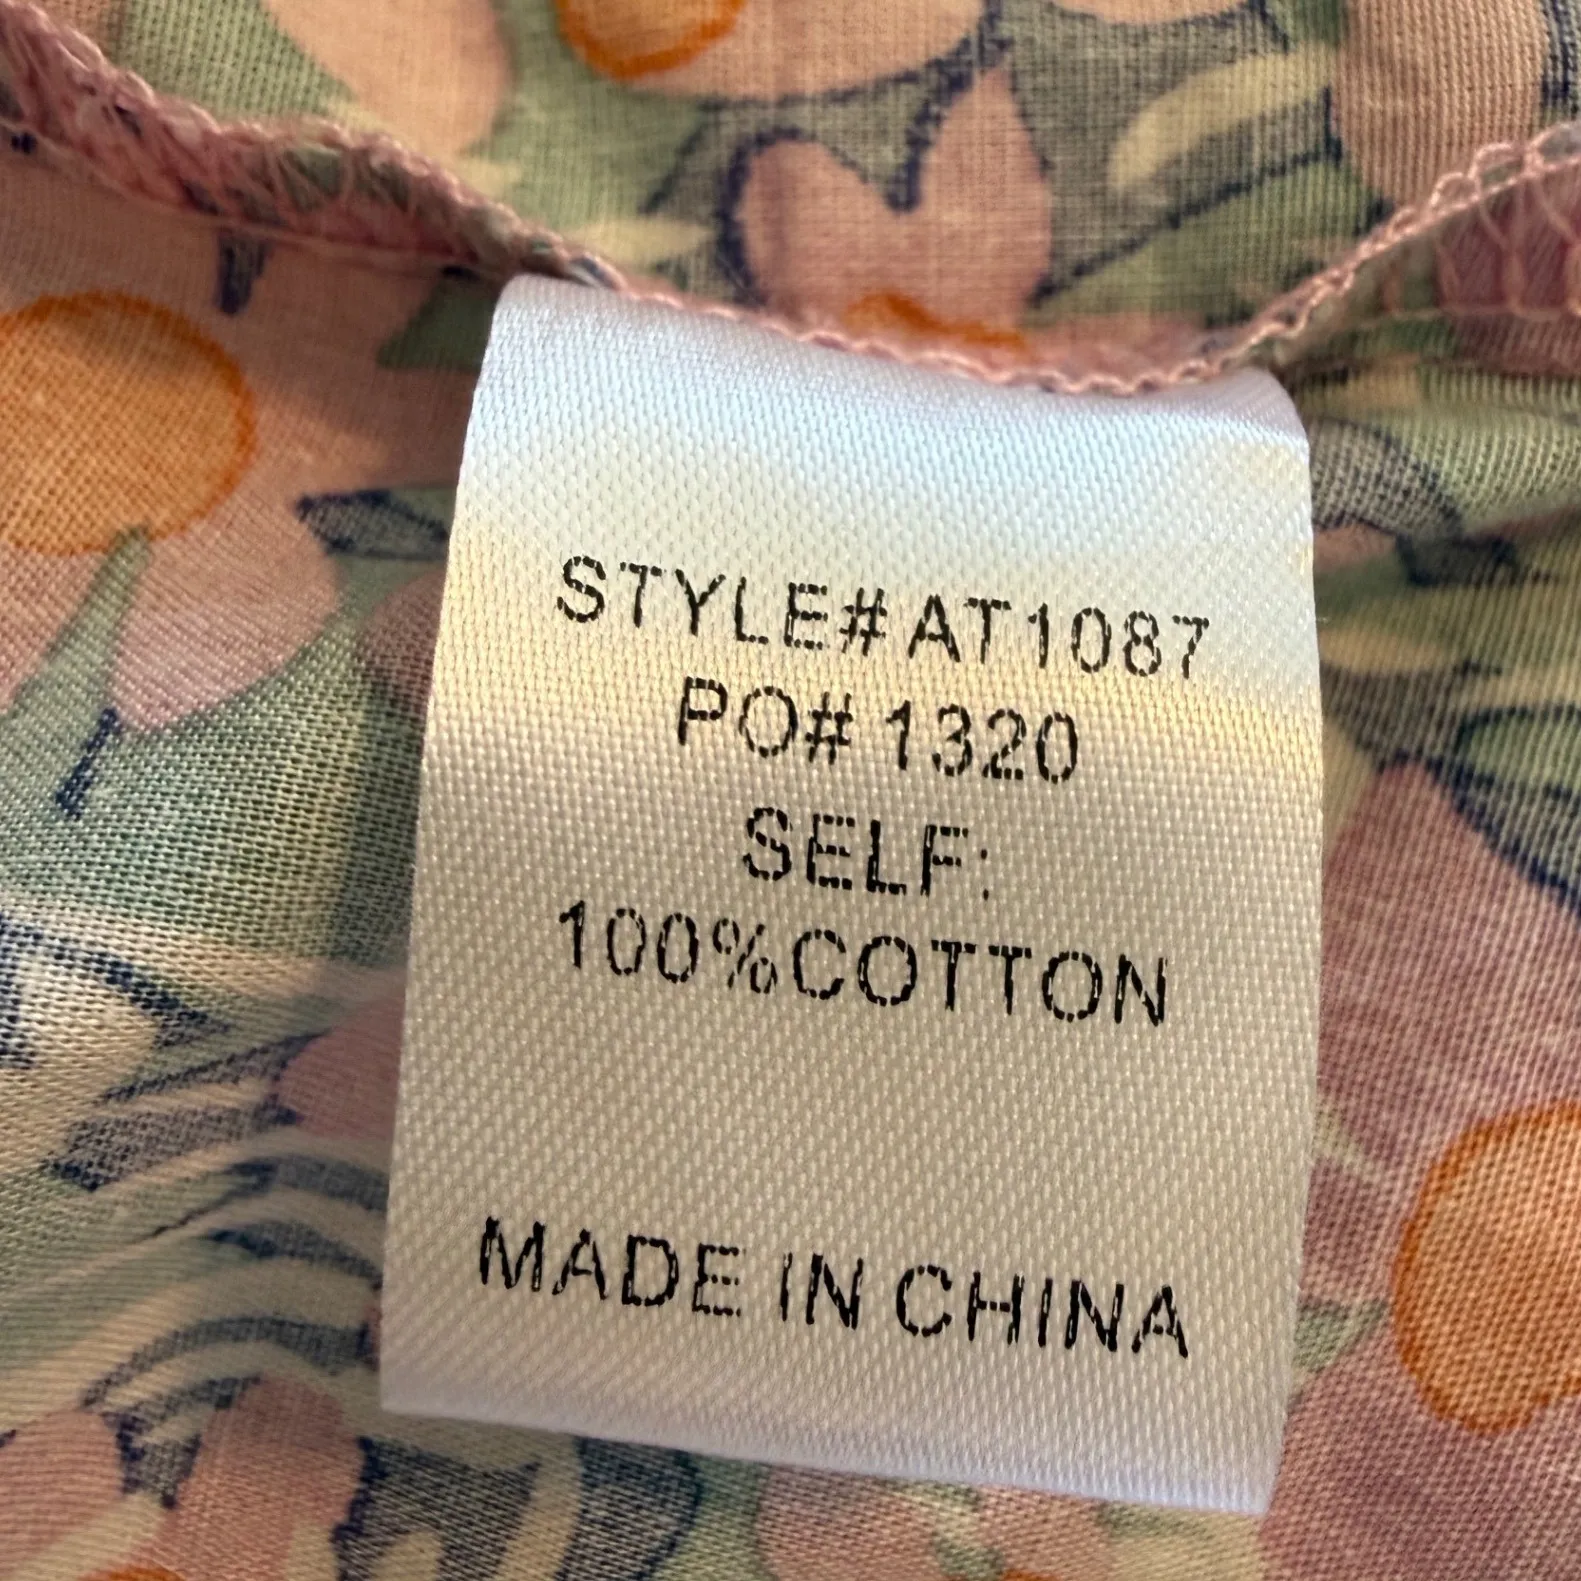 STYLE# AT1087
PO# 1320
SELF:
100%COTTON
MADE IN CHINA